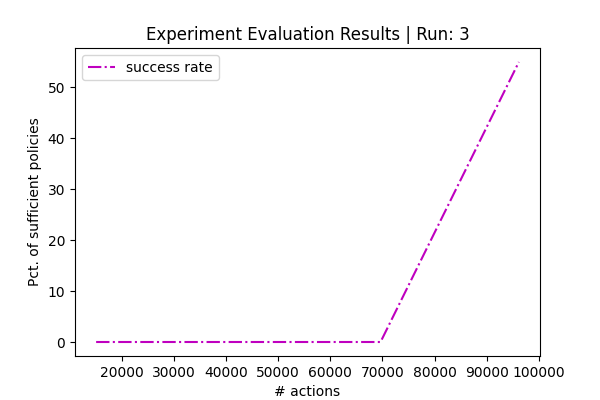 Experiment Evaluation Results | Run: 3
success rate
Pct. of sufficient policies
50
40
30
20
10
0
20000 30000 40000 50000 60000 70000 80000 90000 100000
# actions